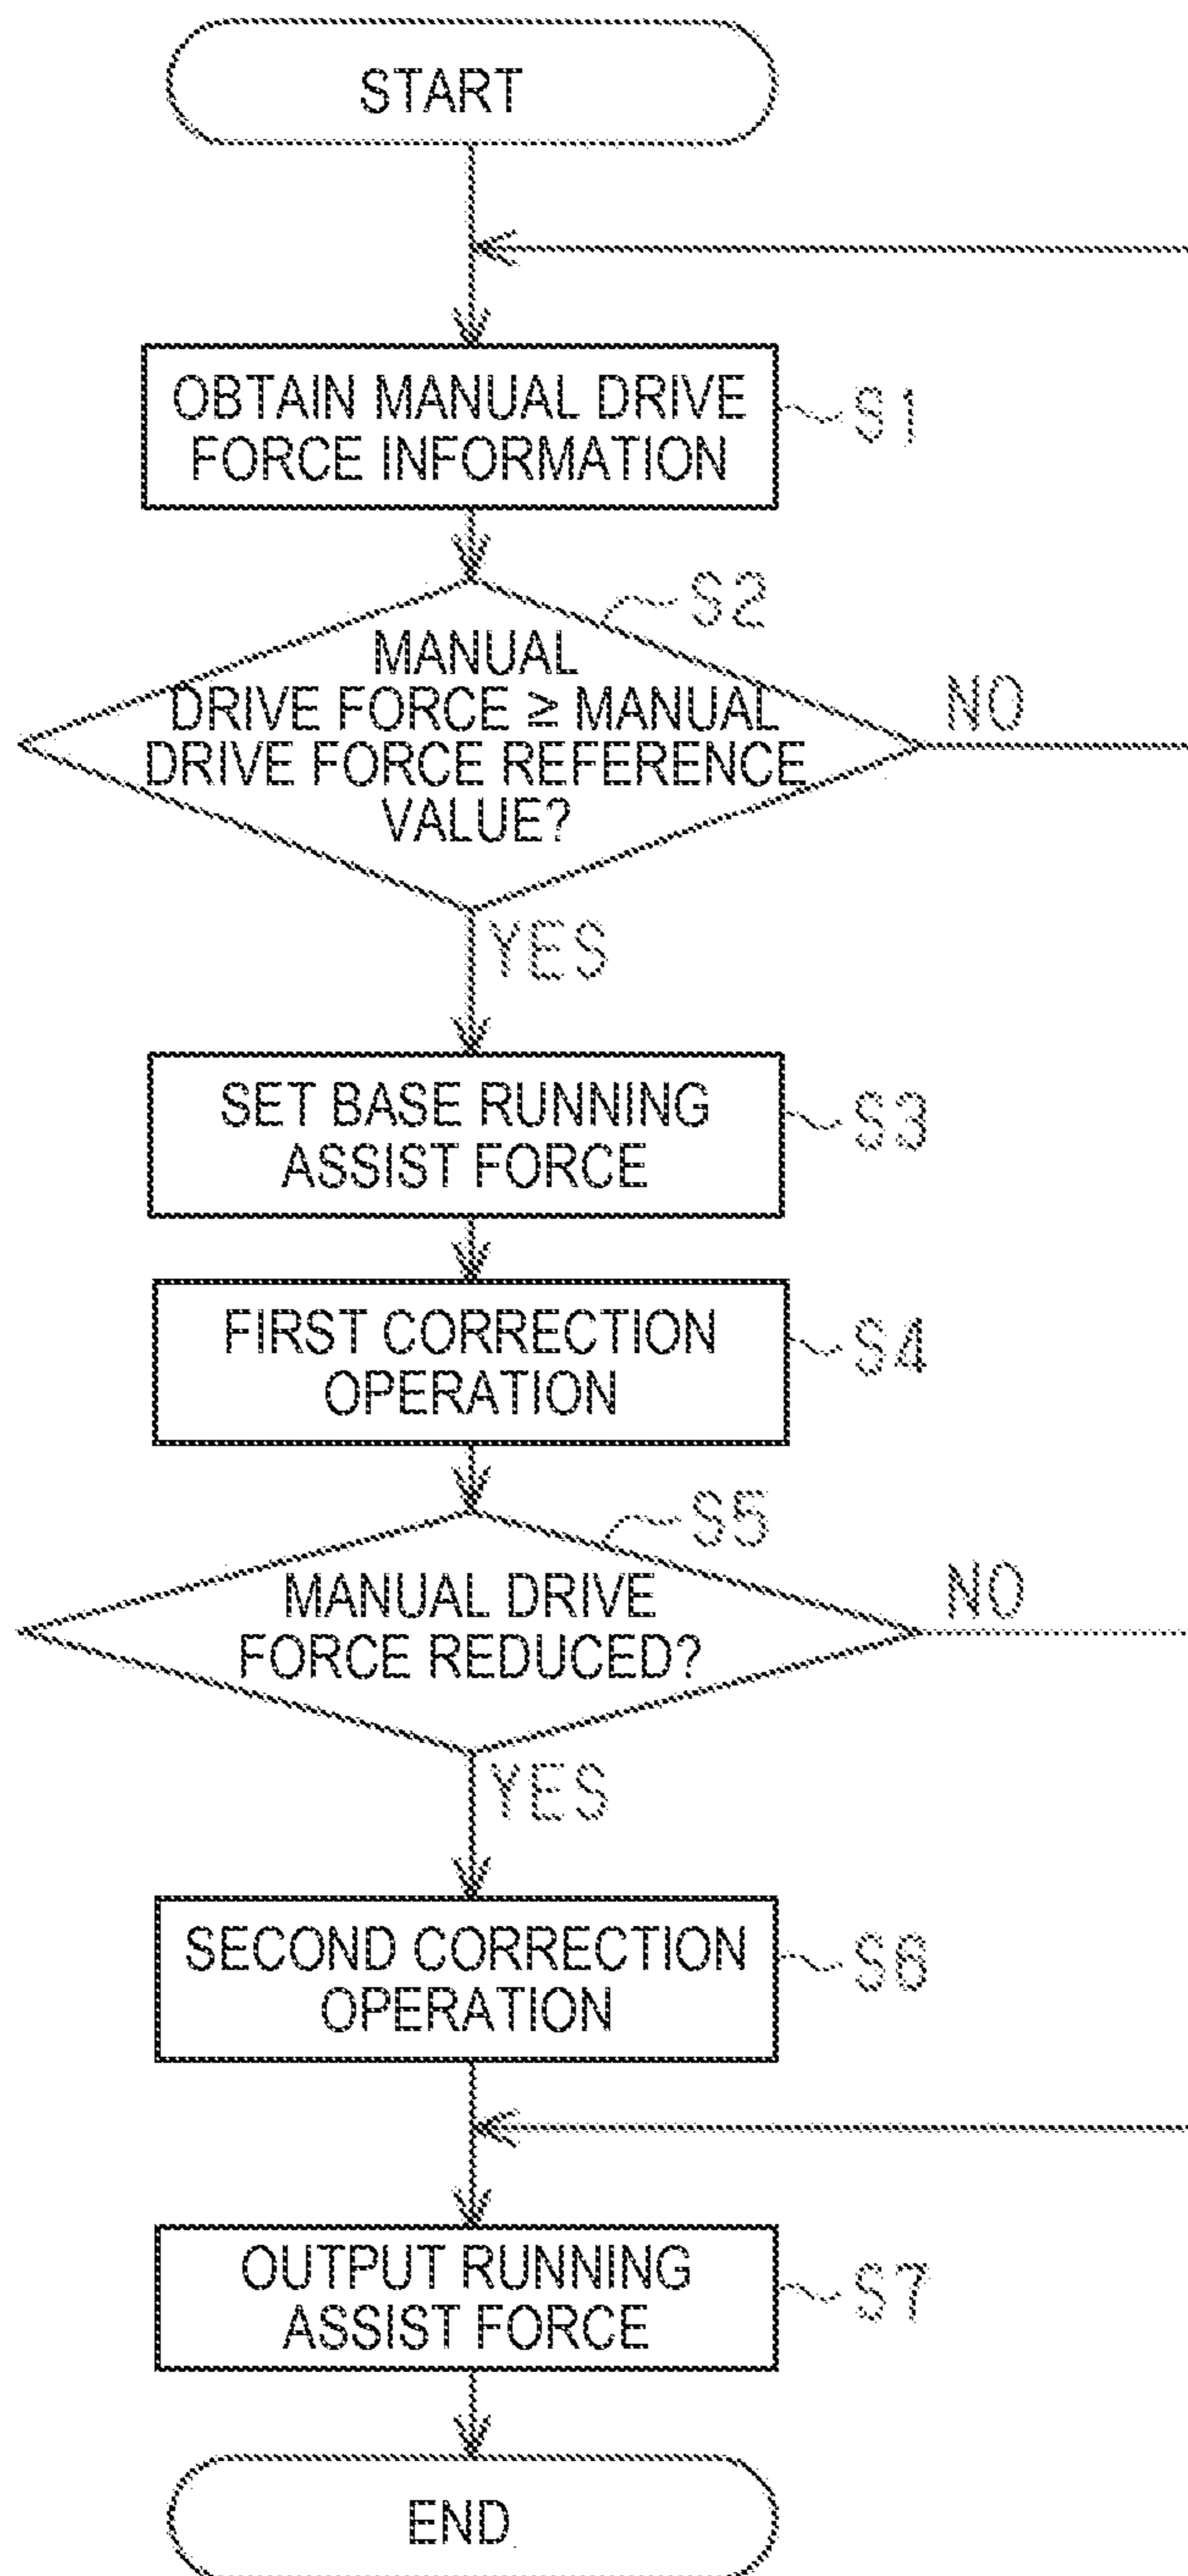 START
OBTAIN MANUAL DRIVE
FORCE INFORMATION
S1
S2
MANUAL
DRIVE FORCE ≥ MANUAL
DRIVE FORCE REFERENCE
VALUE?
NO
YES
SET BASE RUNNING
ASSIST FORCE
S3
FIRST CORRECTION
OPERATION
S4
S5
MANUAL DRIVE
FORCE REDUCED?
NO
YES
SECOND CORRECTION
OPERATION
S6
OUTPUT RUNNING
ASSIST FORCE
S7
END